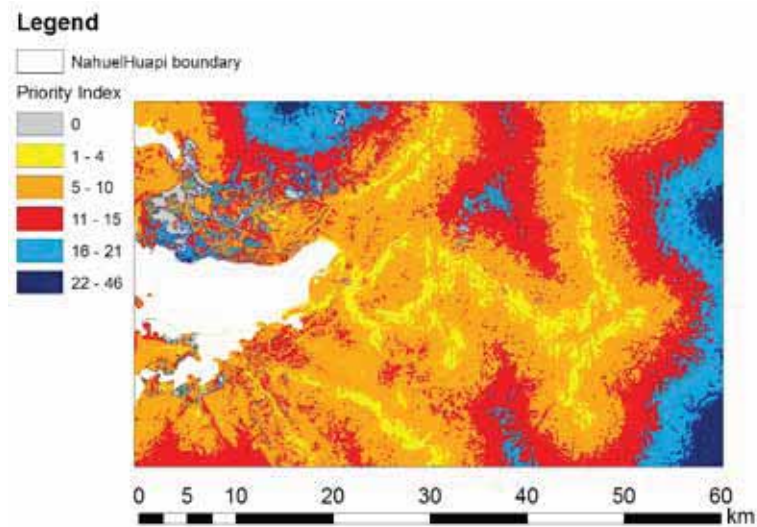 Legend
NahuelHuapi boundary
Priority Index
0
1 - 4
5 - 10
11 - 15
16 - 21
22 - 46
0 5 10 20 30 40 50 60
km